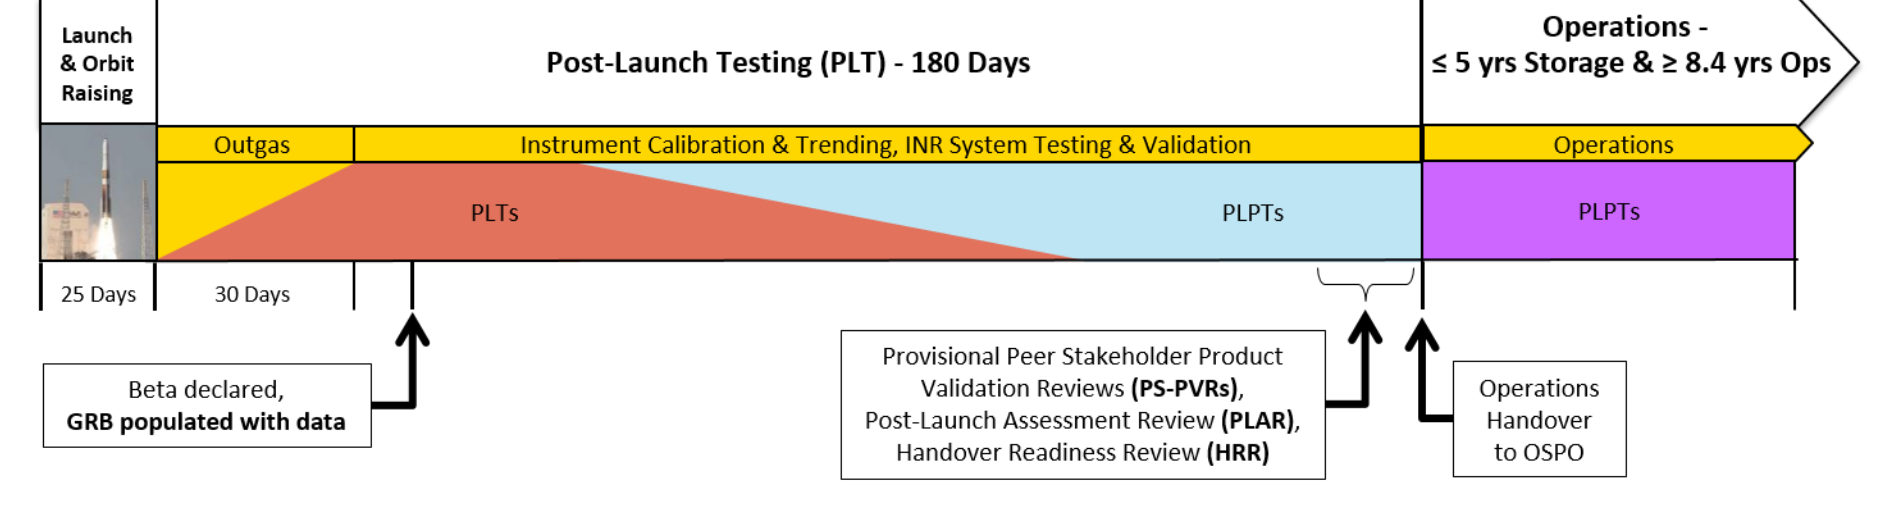 Launch
& Orbit
Raising
Post-Launch Testing (PLT) - 180 Days
Operations -
≤ 5 yrs Storage & ≥ 8.4 yrs Ops
Outgas
Instrument Calibration & Trending, INR System Testing & Validation
Operations
PLTs
PLPTs
PLPTs
25 Days
30 Days
Beta declared,
GRB populated with data
Provisional Peer Stakeholder Product
Validation Reviews (PS-PVRs),
Post-Launch Assessment Review (PLAR),
Handover Readiness Review (HRR)
Operations
Handover
to OSPO